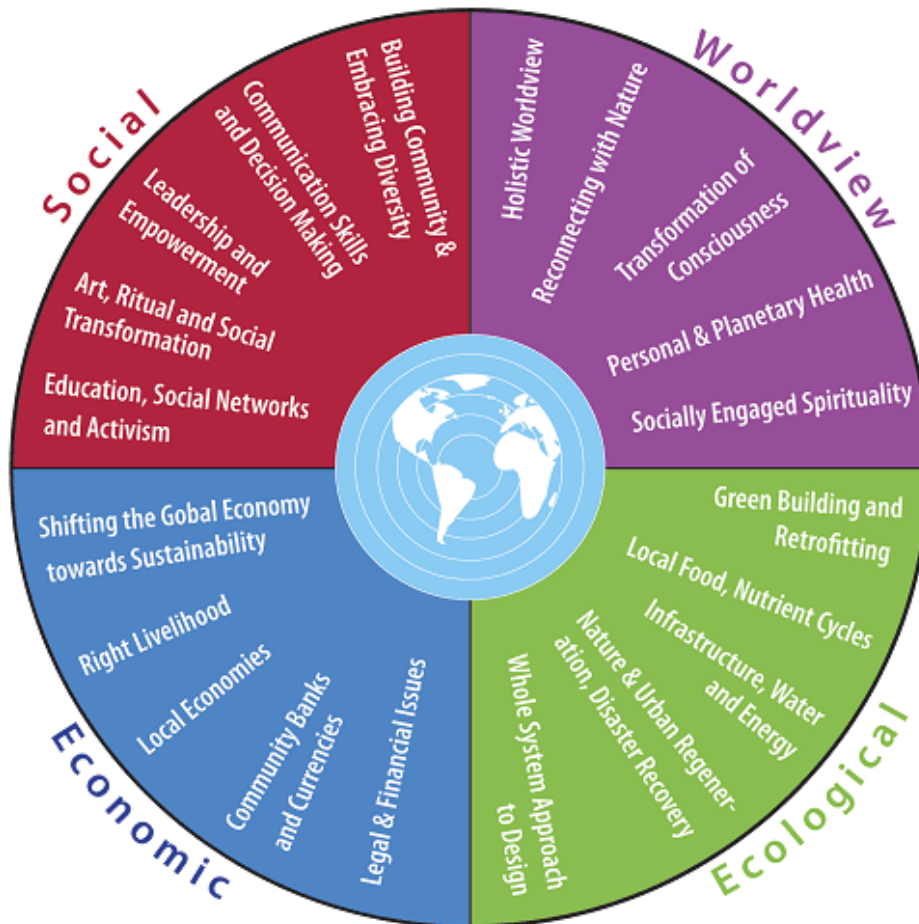 Social
Building Community &
Embracing Diversity
Communication Skills
and Decision Making
Leadership and
Empowerment
Art, Ritual and Social
Transformation
Education, Social Networks
and Activism
Worldview
Holistic Worldview
Reconnecting with Nature
Transformation of
Consciousness
Personal & Planetary Health
Socially Engaged Spirituality
Economic
Shifting the Gobal Economy
towards Sustainability
Right Livelihood
Local Economies
Community Banks
and Currencies
Legal & Financial Issues
Ecological
Green Building and
Retrofitting
Local Food, Nutrient Cycles
Infrastructure, Water
and Energy
Nature & Urban Regener-
ation, Disaster Recovery
Whole System Approach
to Design